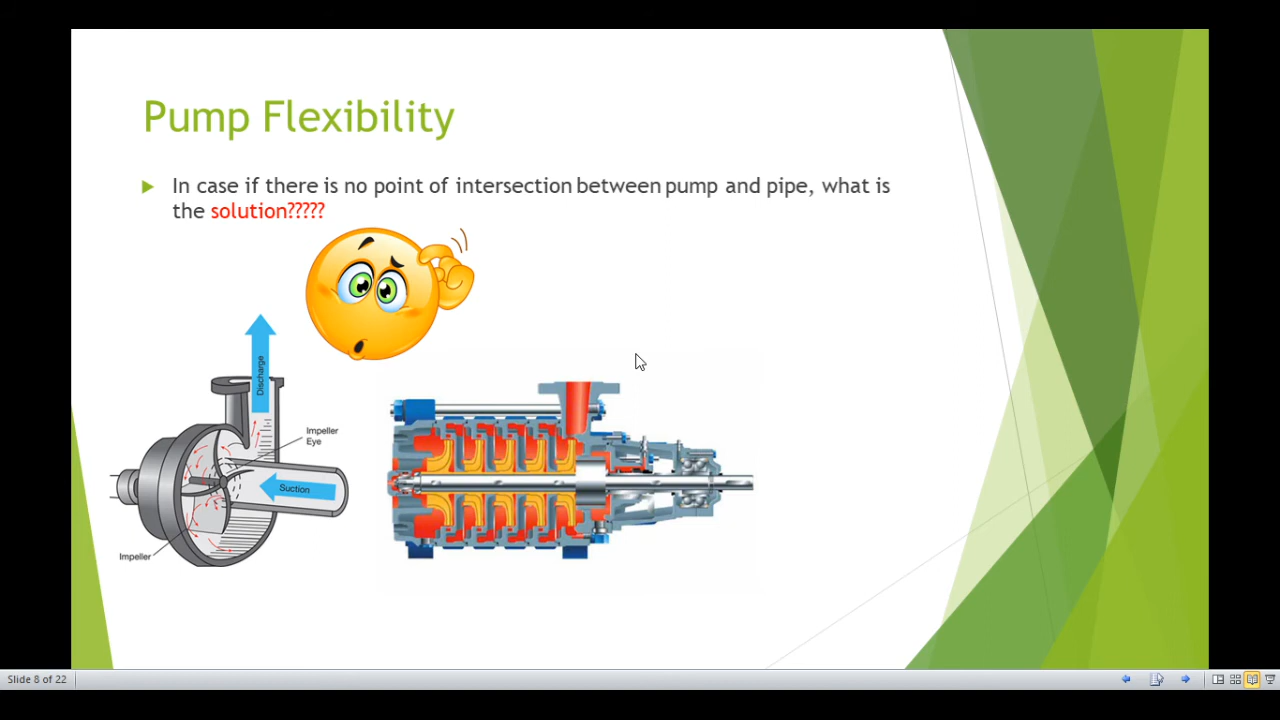 Pump Flexibility
In case if there is no point of intersection between pump and pipe, what is
the solution?????
Discharge
Impeller
Eye
Suction
Impeller
Slide 8 of 22